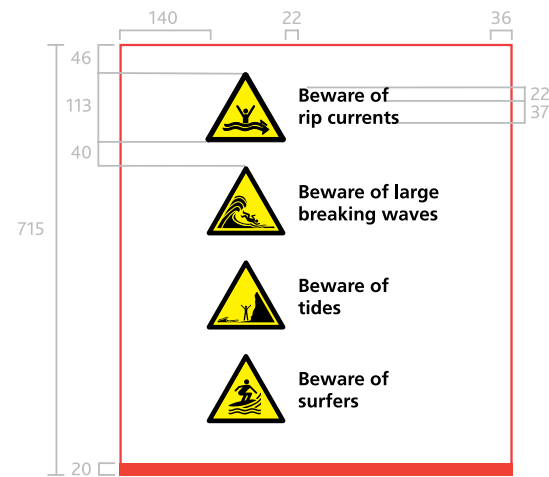 140 22 36
46
113
40
715
20
22
37
Beware of
rip currents
Beware of large
breaking waves
Beware of
tides
Beware of
surfers